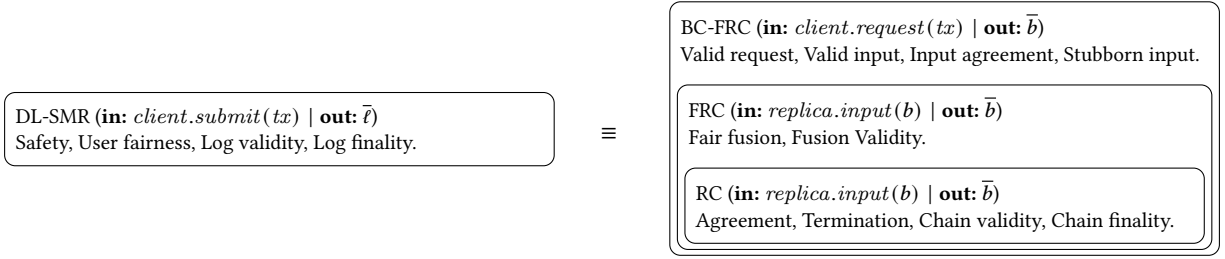 DL-SMR (in: client.submit(tx) | out: ℓ̅)
Safety, User fairness, Log validity, Log finality.
≡
BC-FRC (in: client.request(tx) | out: b̅)
Valid request, Valid input, Input agreement, Stubborn input.
FRC (in: replica.input(b) | out: b̅)
Fair fusion, Fusion Validity.
RC (in: replica.input(b) | out: b̅)
Agreement, Termination, Chain validity, Chain finality.